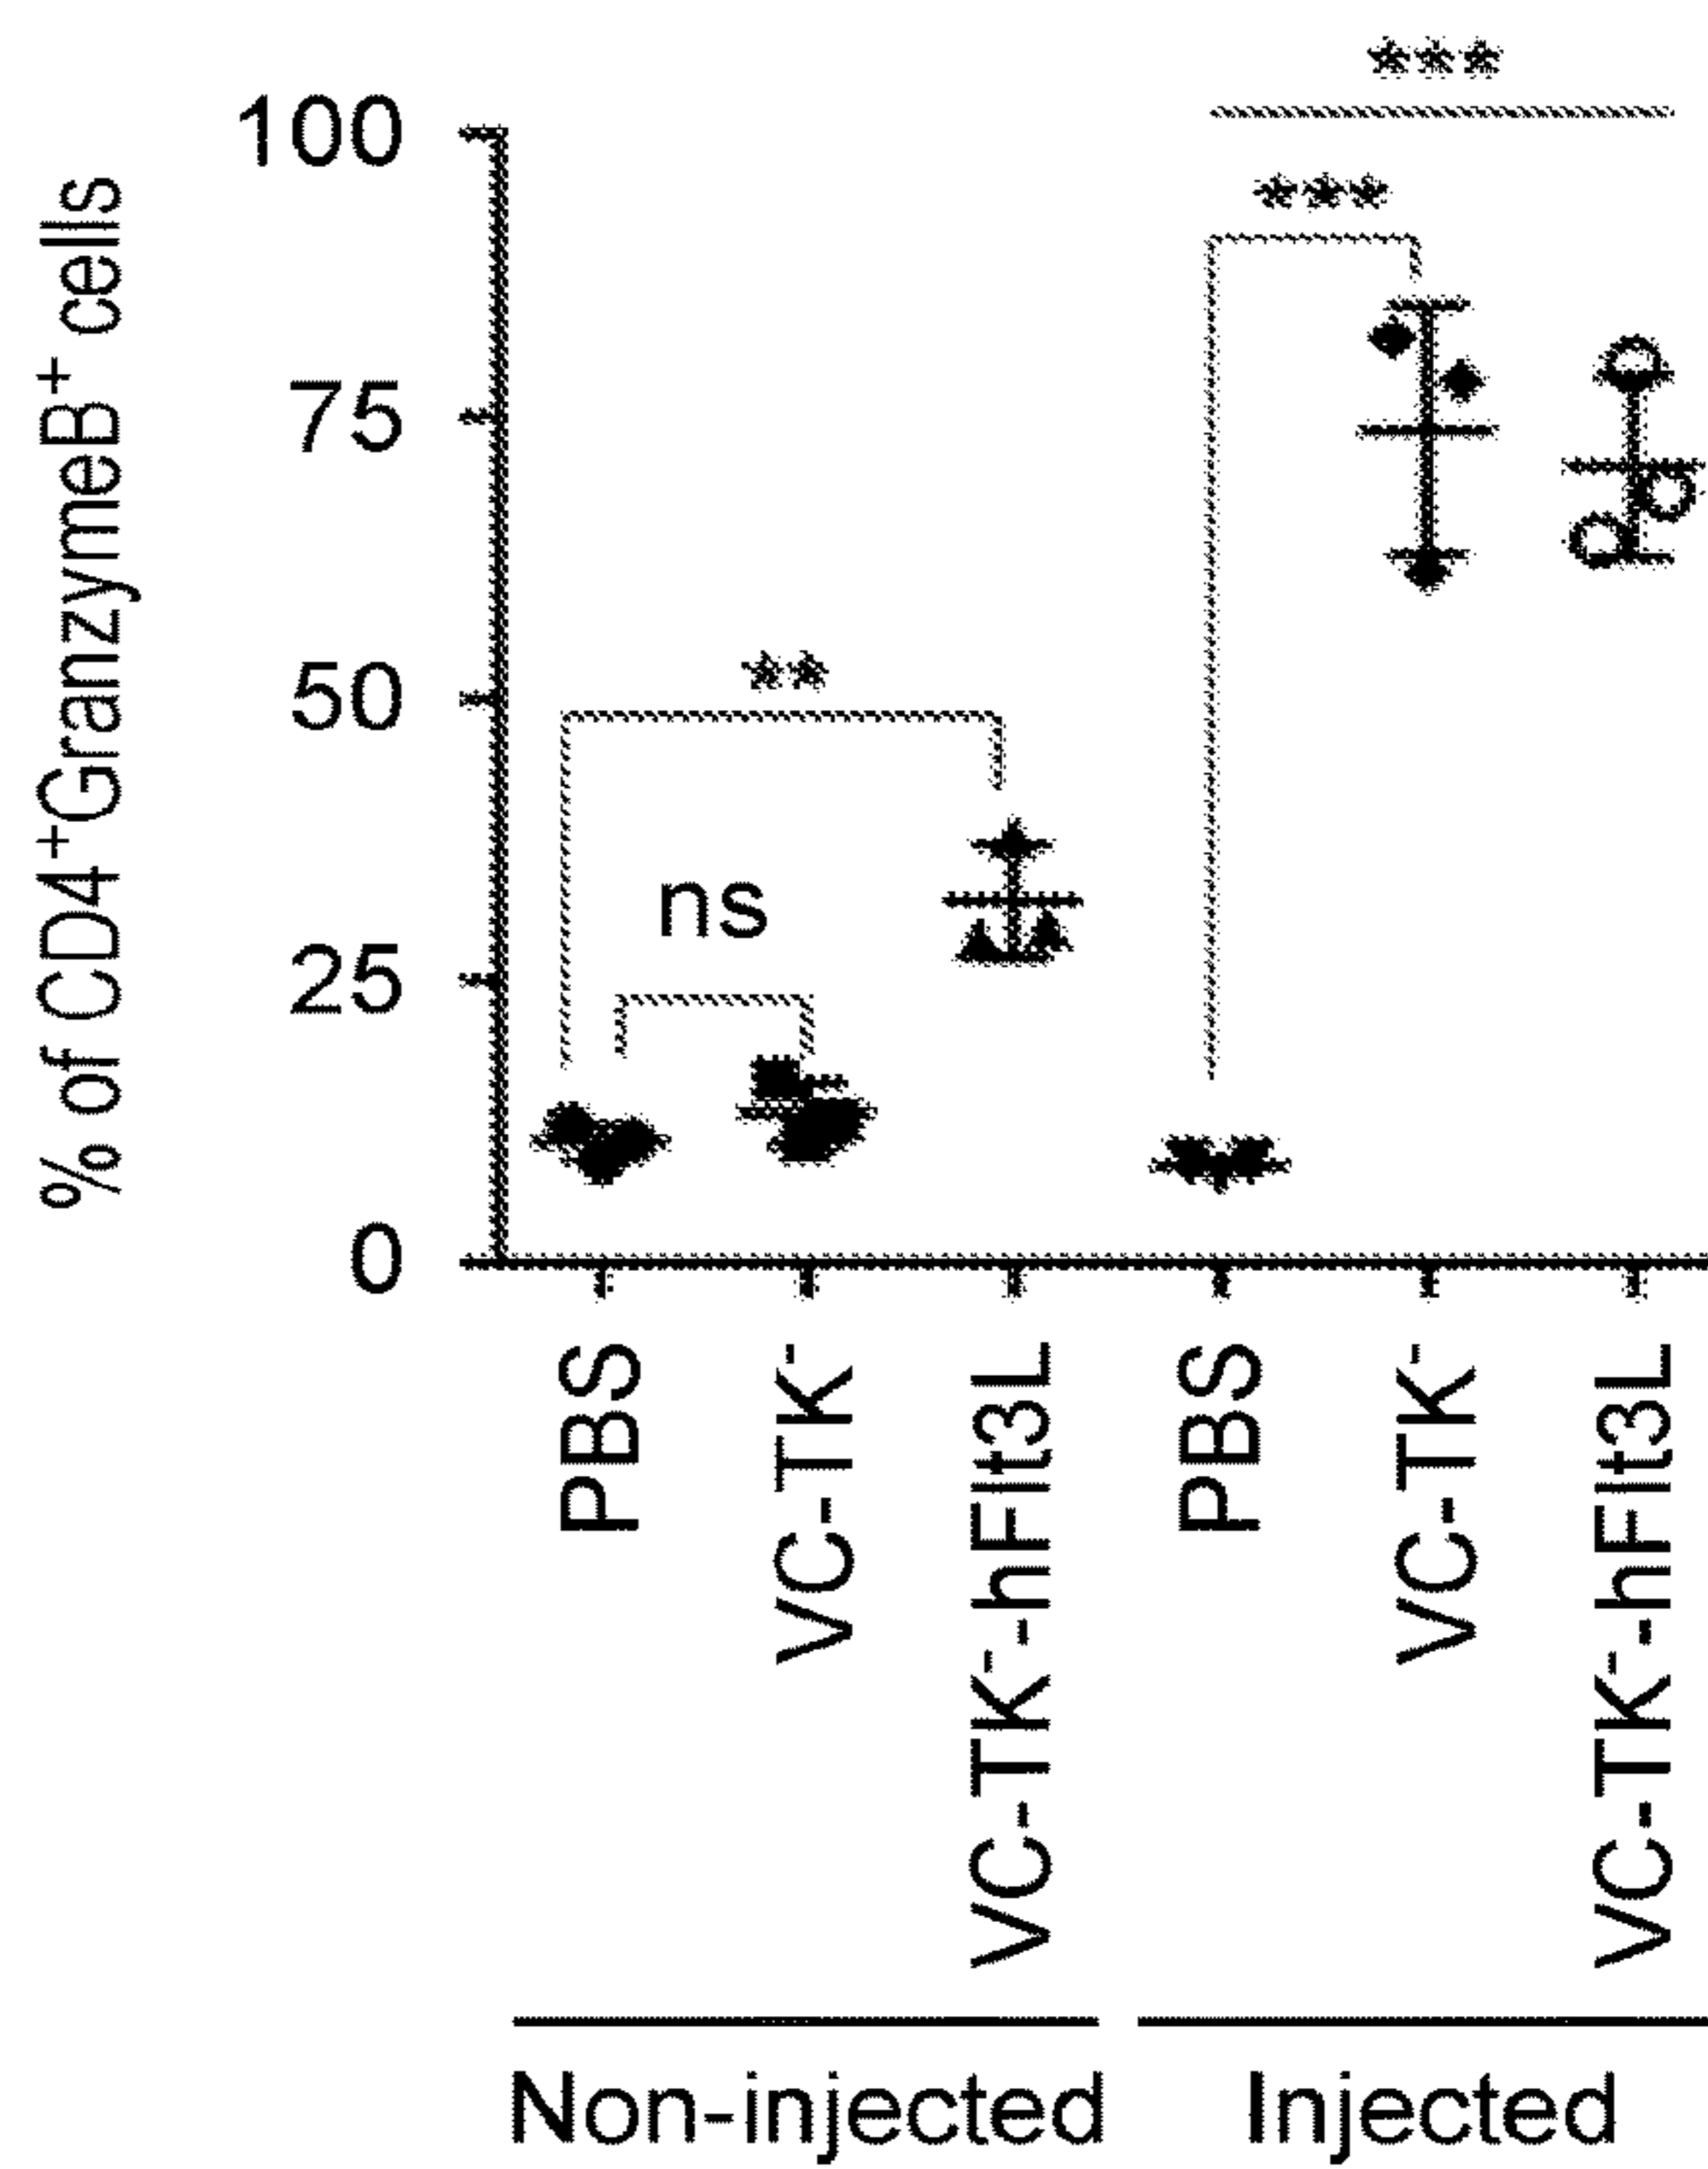 % of CD4⁺GranzymeB⁺ cells
100
75
50
25
0
***
***
**
ns
PBS
VC-TK⁻
VC-TK⁻-hFlt3L
PBS
VC-TK⁻
VC-TK⁻-hFlt3L
Non-injected
Injected